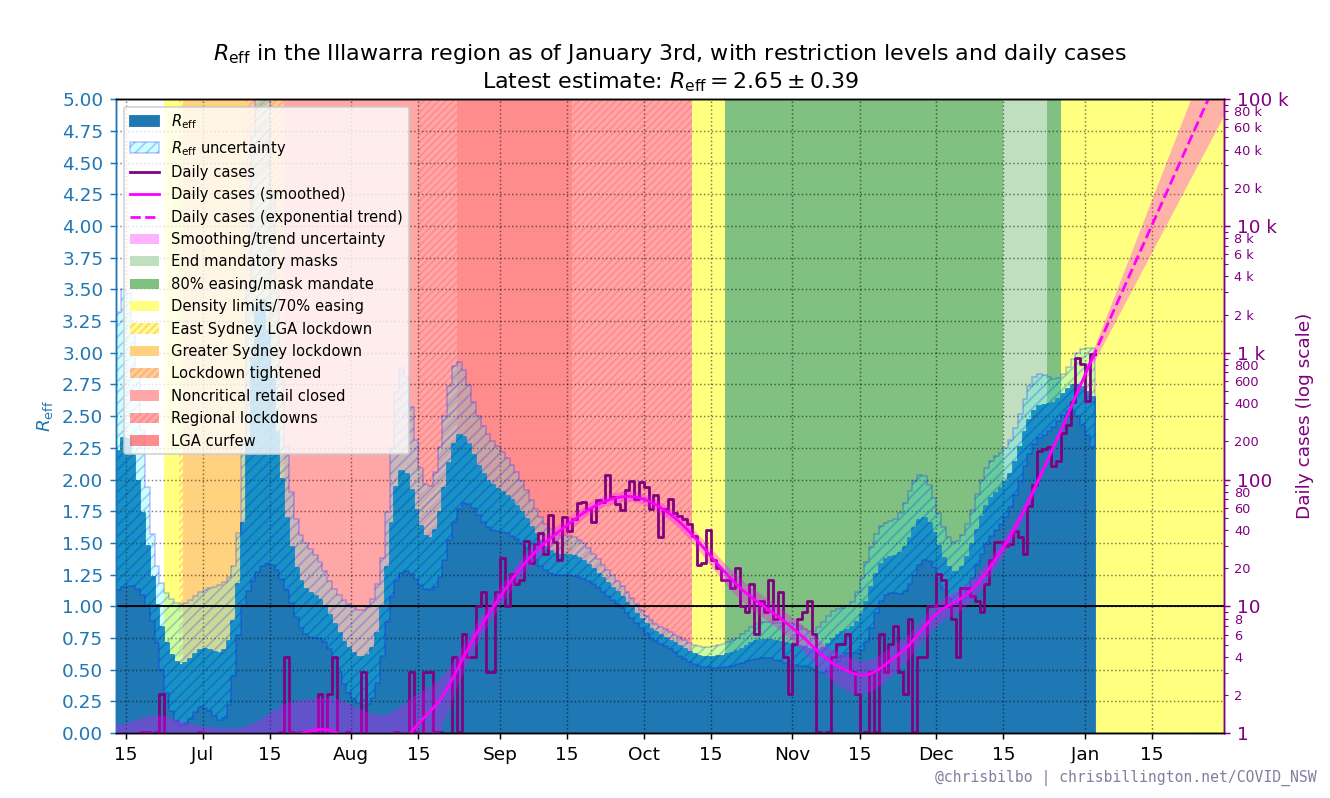 Reff in the Illawarra region as of January 3rd, with restriction levels and daily cases
Latest estimate: Reff = 2.65 ± 0.39
5.00
4.75
4.50
4.25
4.00
3.75
3.50
3.25
3.00
2.75
2.50
2.25
2.00
1.75
1.50
1.25
1.00
0.75
0.50
0.25
0.00
Reff
Reff
Reff uncertainty
Daily cases
Daily cases (smoothed)
Daily cases (exponential trend)
Smoothing/trend uncertainty
End mandatory masks
80% easing/mask mandate
Density limits/70% easing
East Sydney LGA lockdown
Greater Sydney lockdown
Lockdown tightened
Noncritical retail closed
Regional lockdowns
LGA curfew
100 k
80 k
60 k
40 k
20 k
10 k
8 k
6 k
4 k
2 k
1 k
800
600
400
200
100
80
60
40
20
10
8
6
4
2
1
Daily cases (log scale)
15 Jul 15 Aug 15 Sep 15 Oct 15 Nov 15 Dec 15 Jan 15
@chrisbilbo | chrisbillington.net/COVID_NSW